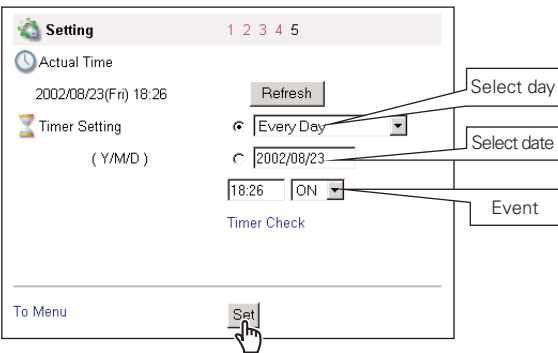 Setting 1 2 3 4 5
Actual Time
2002/08/23(Fri) 18:26 Refresh
Select day
Timer Setting Every Day
Select date
( Y/M/D ) 2002/08/23
18:26 ON
Event
Timer Check
To Menu Set